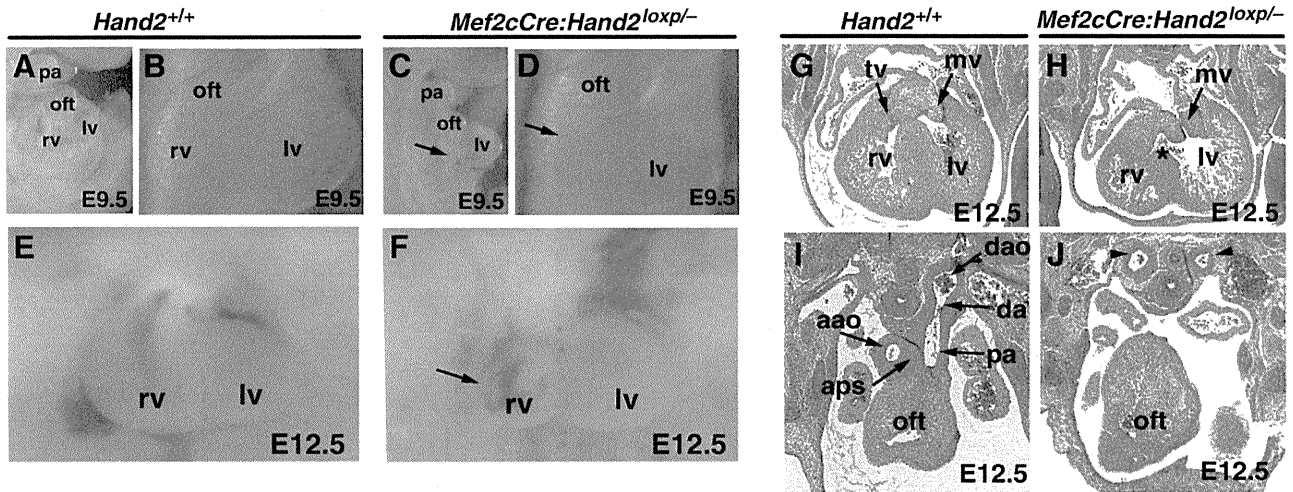 Hand2+/+
Mef2cCre:Hand2loxp/–
Hand2+/+
Mef2cCre:Hand2loxp/–
A
pa
oft
lv
rv
E9.5
B
oft
rv
lv
E9.5
C
pa
oft
lv
E9.5
D
oft
lv
E9.5
G
tv
mv
rv
lv
E12.5
H
mv
*
rv
lv
E12.5
E
rv
lv
E12.5
F
rv
lv
E12.5
I
dao
da
aao
pa
aps
oft
E12.5
J
oft
E12.5